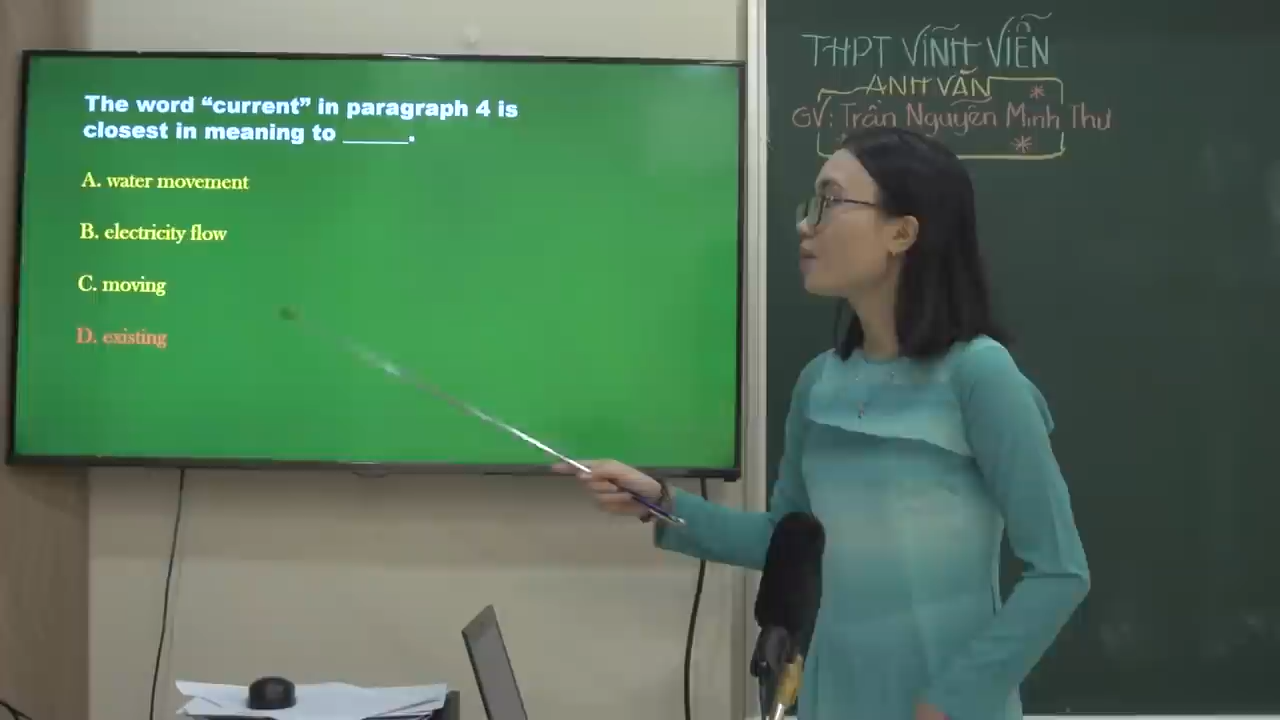 The word “current” in paragraph 4 is
closest in meaning to _____.
A. water movement
B. electricity flow
C. moving
D. existing
THPT VĨNH VIỄN
ANH VĂN
GV: Trần Nguyễn Minh Thư